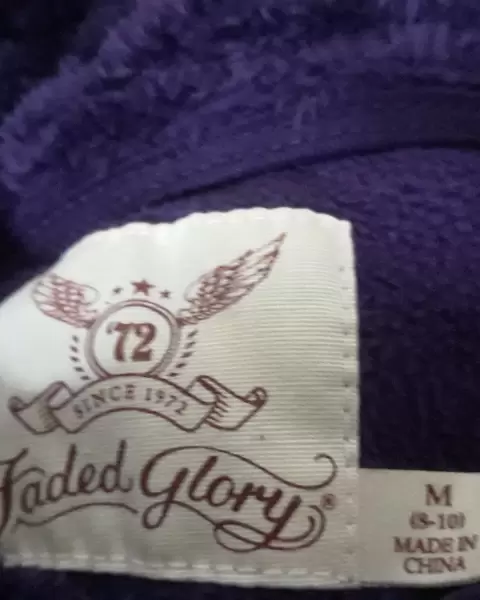 '72
SINCE 1972
Faded Glory®
M
(8-10)
MADE IN
CHINA